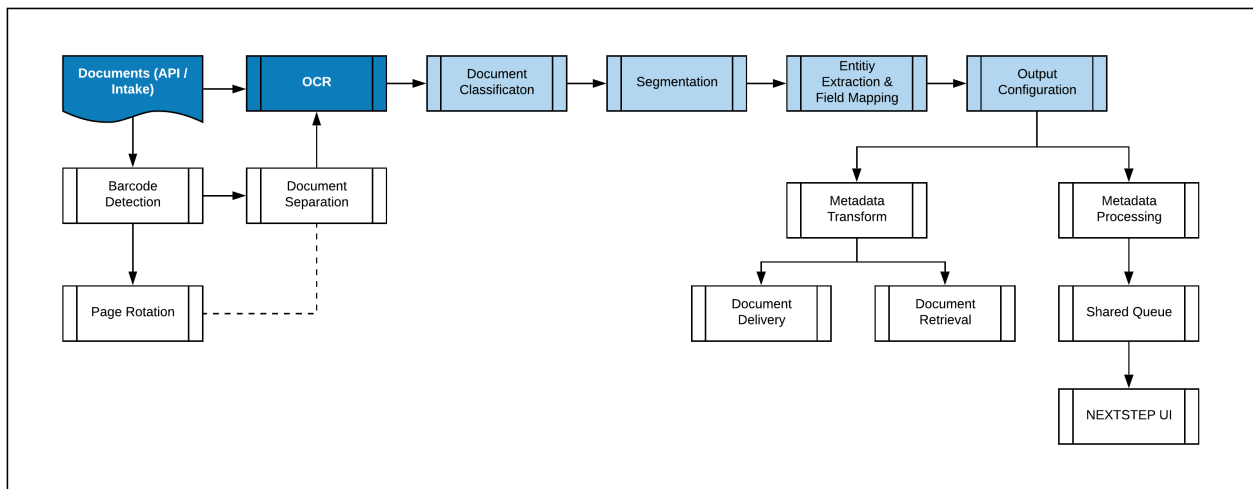 Documents (API /
Intake)
OCR
Document
Classificaton
Segmentation
Entitiy
Extraction &
Field Mapping
Output
Configuration
Barcode
Detection
Document
Separation
Metadata
Transform
Metadata
Processing
Page Rotation
Document
Delivery
Document
Retrieval
Shared Queue
NEXTSTEP UI